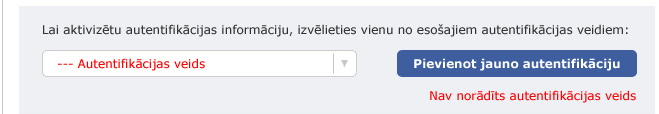 Lai aktivizētu autentifikācijas informāciju, izvēlieties vienu no esošajiem autentifikācijas veidiem:
--- Autentifikācijas veids
Pievienot jauno autentifikāciju
Nav norādīts autentifikācijas veids